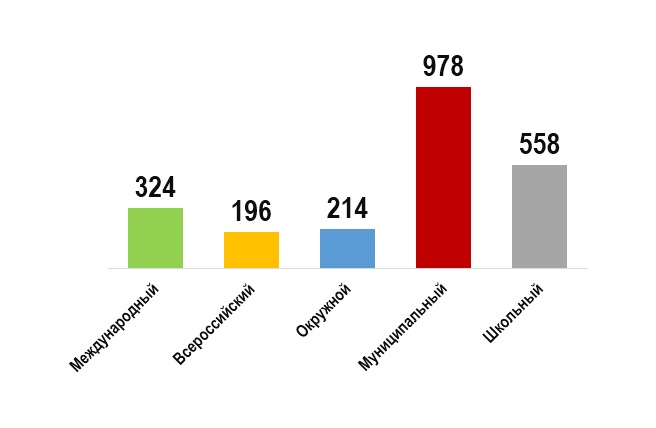 978
558
324
196
214
Международный
Всероссийский
Окружной
Муниципальный
Школьный